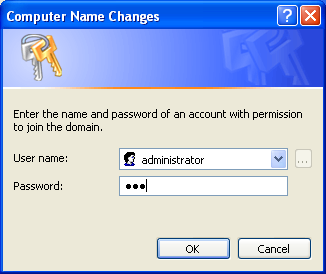 Computer Name Changes
Enter the name and password of an account with permission
to join the domain.
User name:
administrator
...
Password:
●●●
OK
Cancel